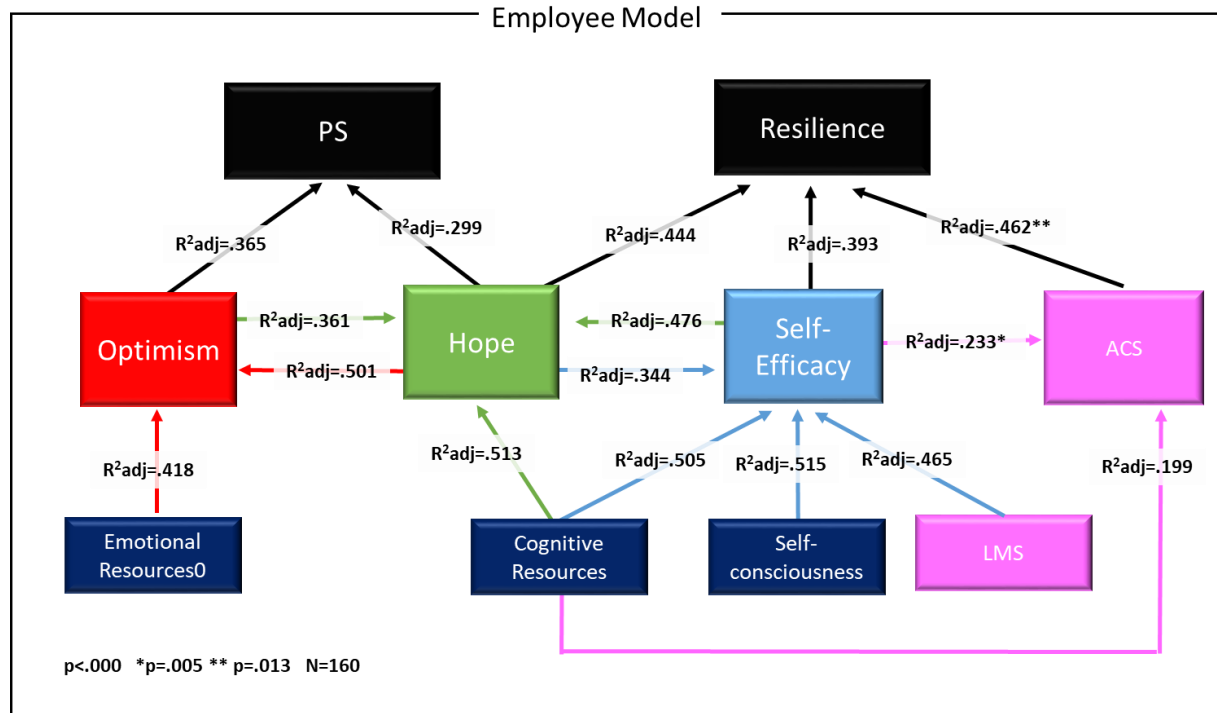 Employee Model
PS
Resilience
R²adj=.365
R²adj=.299
R²adj=.444
R²adj=.393
R²adj=.462**
Optimism
R²adj=.361
R²adj=.501
Hope
R²adj=.476
R²adj=.344
Self-
Efficacy
R²adj=.233*
ACS
R²adj=.418
R²adj=.513
R²adj=.505
R²adj=.515
R²adj=.465
R²adj=.199
Emotional
Resources0
Cognitive
Resources
Self-
consciousness
LMS
p<.000 *p=.005 ** p=.013 N=160